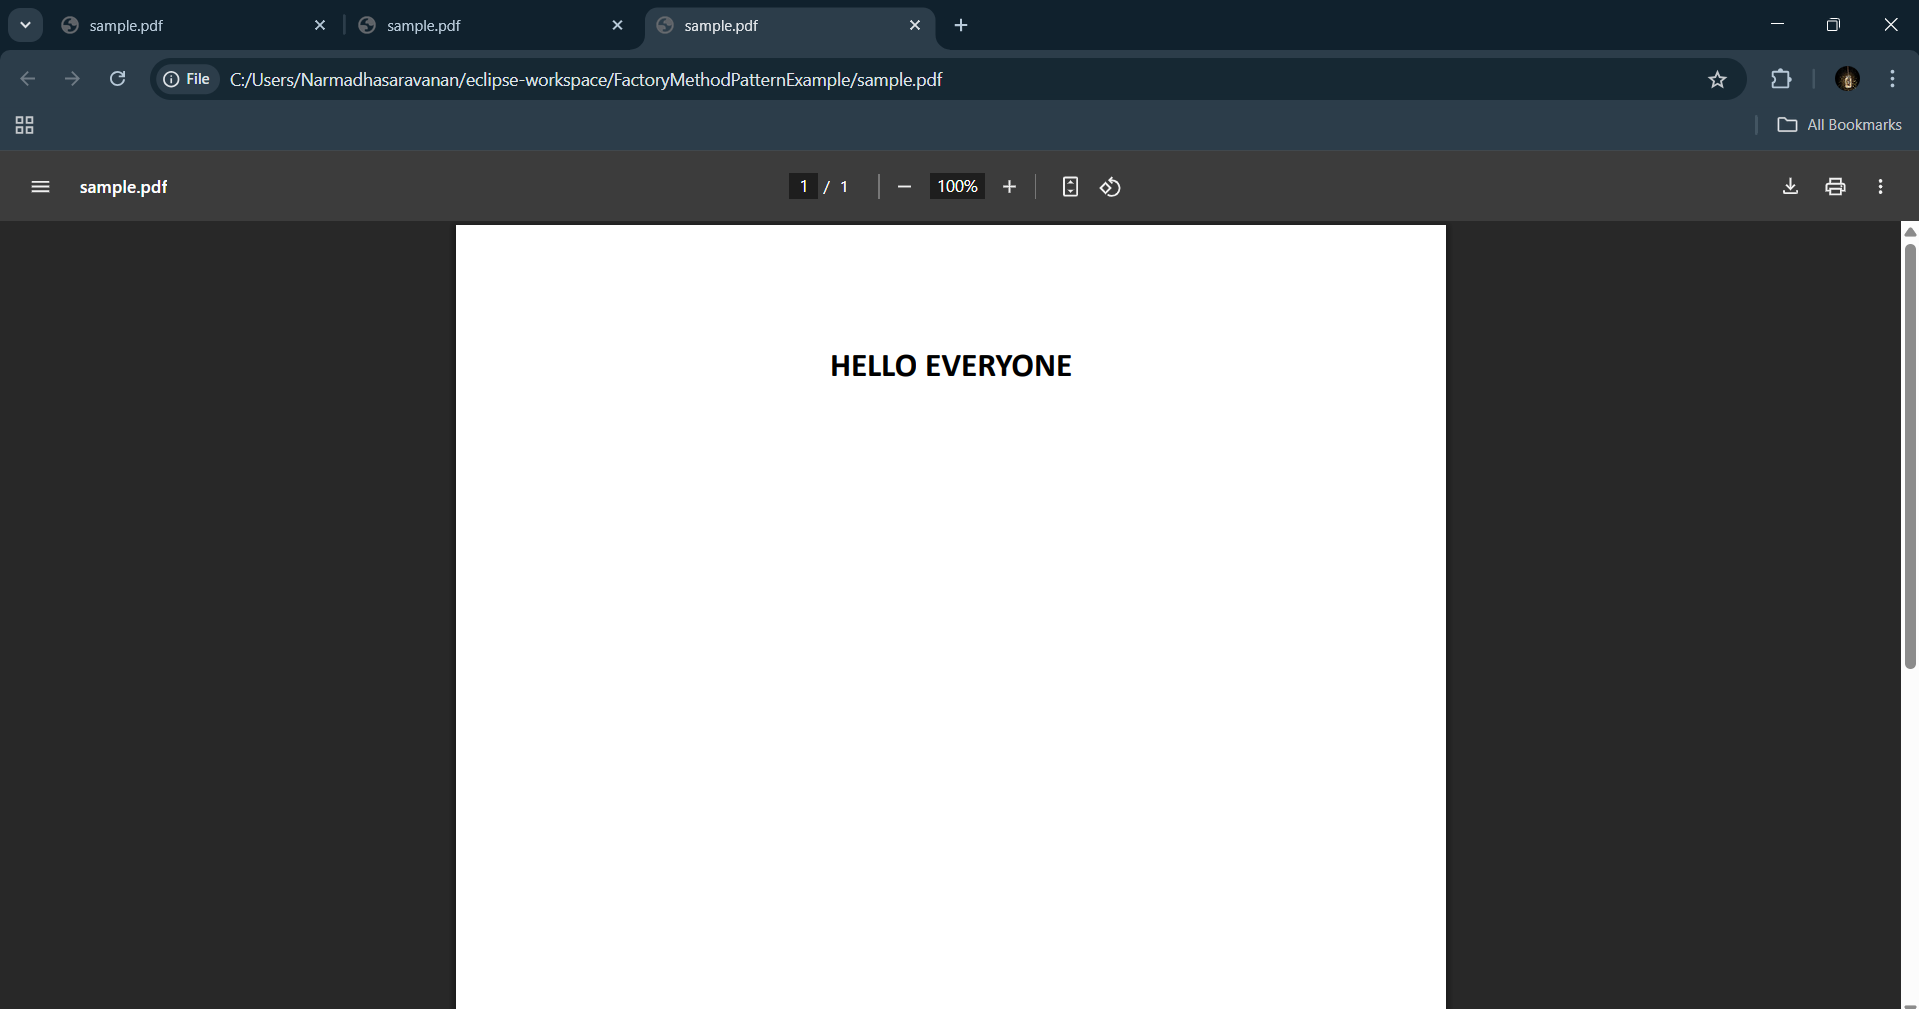 sample.pdf
sample.pdf
sample.pdf
File
C:/Users/Narmadhasaravanan/eclipse-workspace/FactoryMethodPatternExample/sample.pdf
All Bookmarks
sample.pdf
1 / 1
100%
HELLO EVERYONE